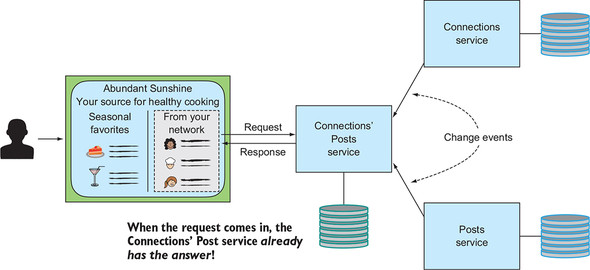 Abundant Sunshine
Your source for healthy cooking
Seasonal
favorites
From your
network
Request
Response
Connections'
Posts
service
Connections
service
Change events
Posts
service
When the request comes in, the
Connections' Post service already
has the answer!